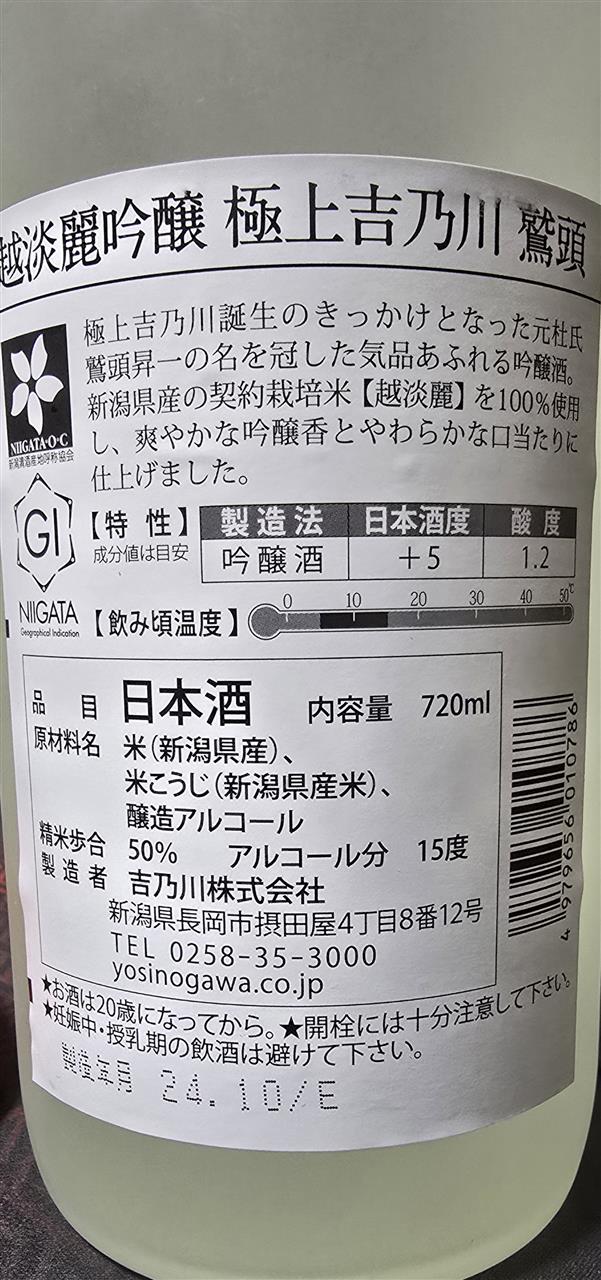 越淡麗吟醸 極上吉乃川 鷲頭
極上吉乃川誕生のきっかけとなった元杜氏
鷲頭昇一の名を冠した気品あふれる吟醸酒。
新潟県産の契約栽培米【越淡麗】を100%使用
し、爽やかな吟醸香とやわらかな口当たりに
仕上げました。
NIIGATA・O・C
新潟清酒産地呼称協会
GI
NIIGATA
Geographical Indication
【特性】 製造法 日本酒度 酸度
成分値は目安 吟醸酒 +5 1.2
【飲み頃温度】 0 10 20 30 40 50℃
品目 日本酒 内容量 720ml
原材料名 米(新潟県産)、
米こうじ(新潟県産米)、
醸造アルコール
精米歩合 50% アルコール分 15度
製造者 吉乃川株式会社
新潟県長岡市摂田屋4丁目8番12号
TEL 0258-35-3000
yosinogawa.co.jp
4 979656 010786
★お酒は20歳になってから。★開栓には十分注意して下さい。
★妊娠中・授乳期の飲酒は避けて下さい。
製造年月 24.10/E